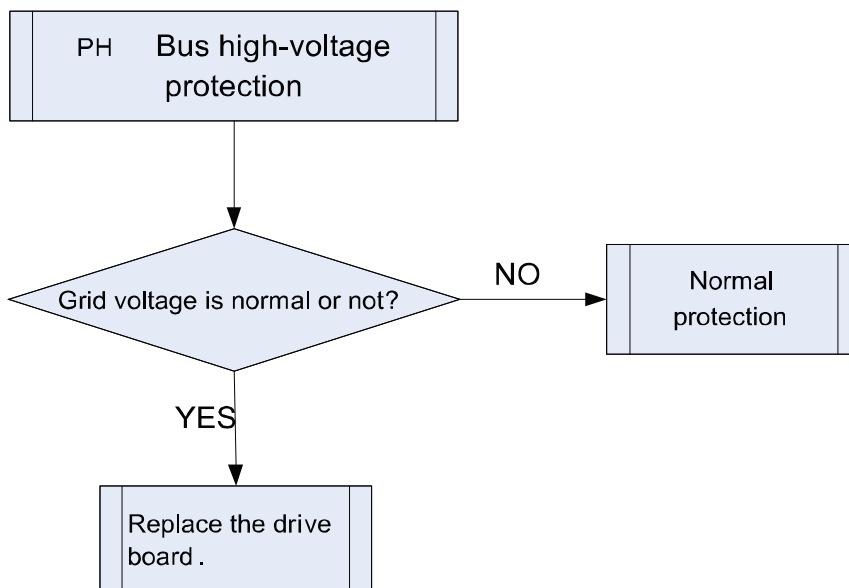 PH Bus high-voltage
protection
Grid voltage is normal or not?
NO
Normal
protection
YES
Replace the drive
board .